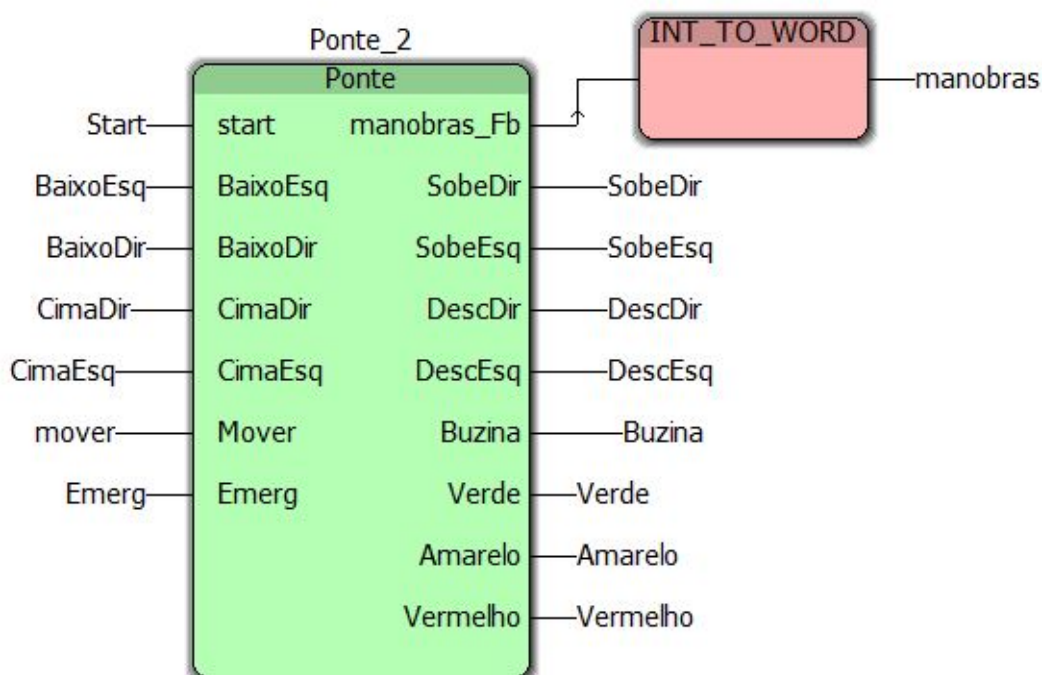 INT_TO_WORD
Ponte_2
Ponte
manobras
Start start manobras_Fb
BaixoEsq BaixoEsq SobeDir SobeDir
BaixoDir BaixoDir SobeEsq SobeEsq
CimaDir CimaDir DescDir DescDir
CimaEsq CimaEsq DescEsq DescEsq
mover Mover Buzina Buzina
Emerg Emerg Verde Verde
Amarelo Amarelo
Vermelho Vermelho